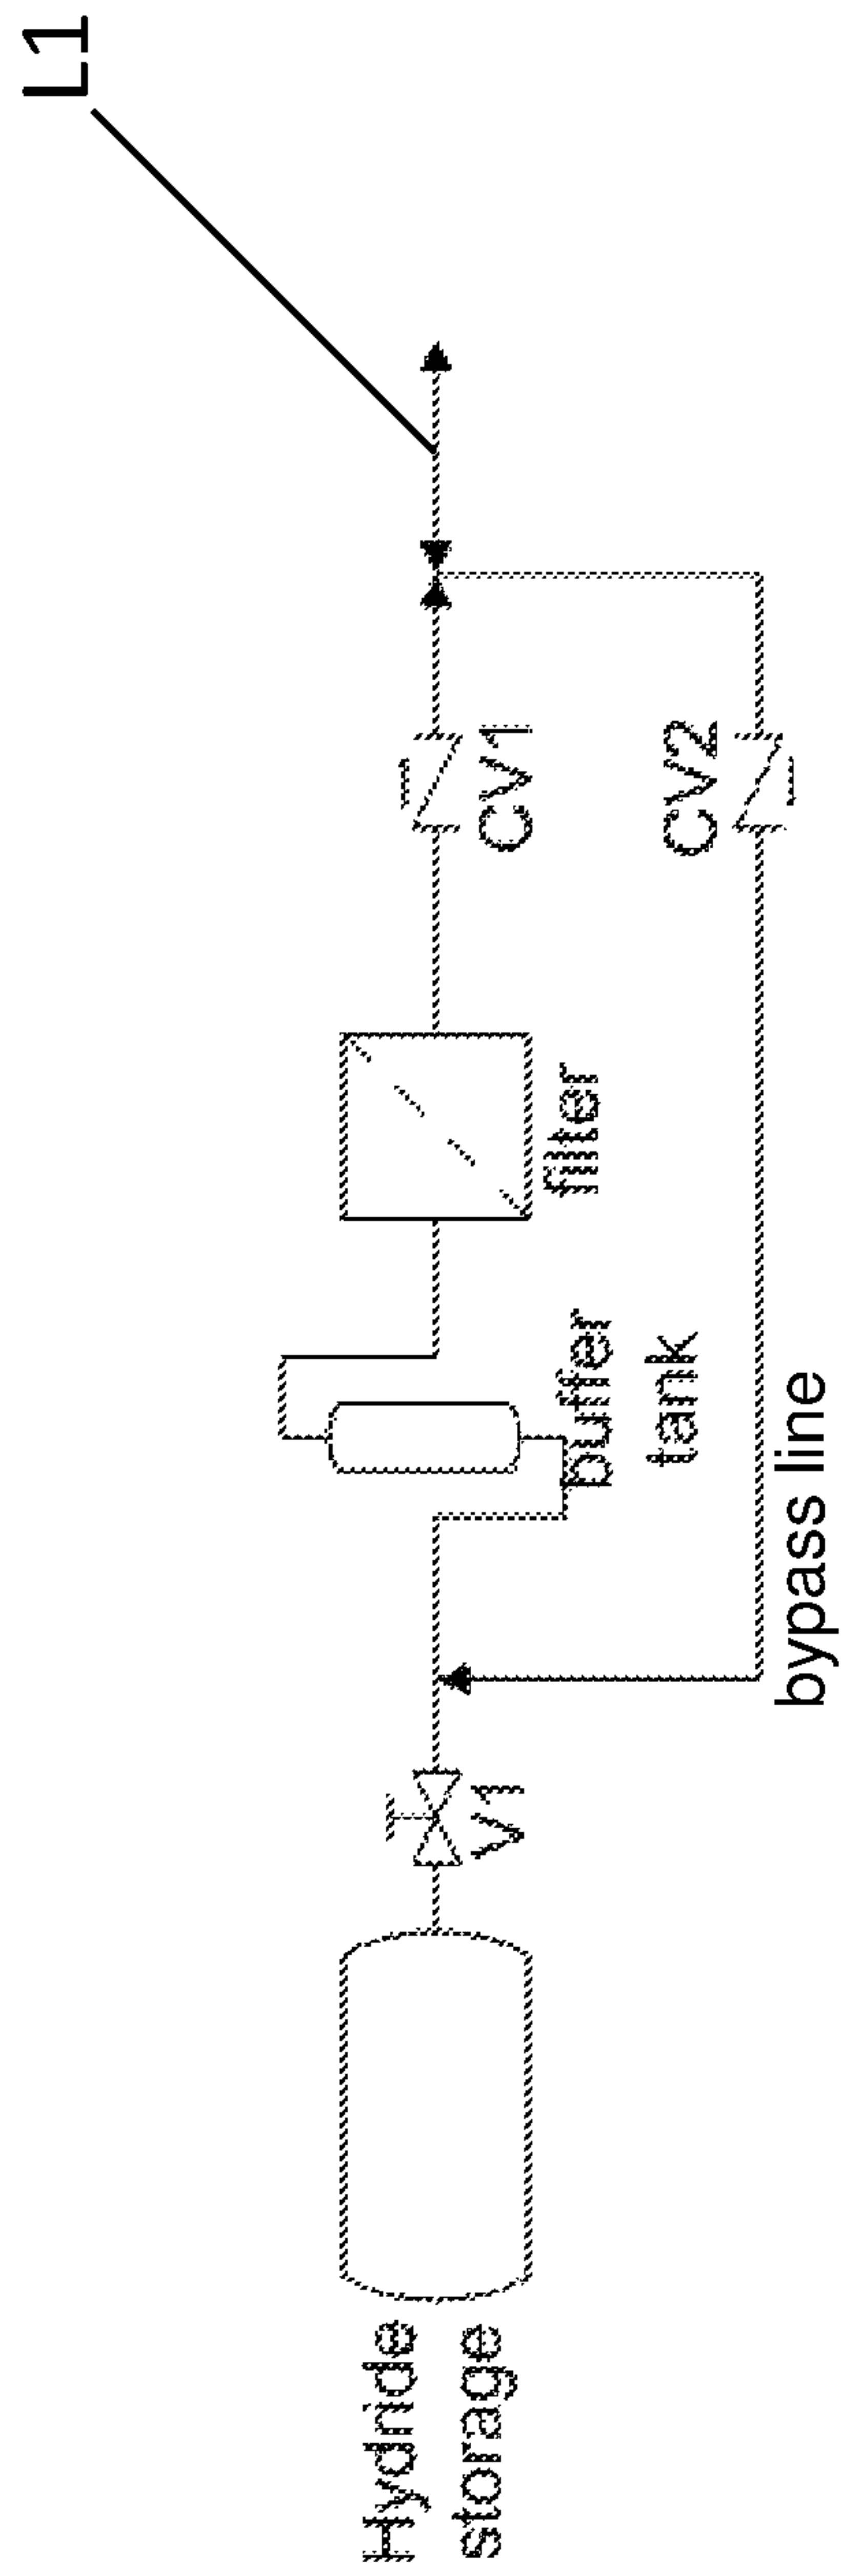 Hydride
storage
V1
buffer
tank
bypass line
filter
CV1
CV2
L1